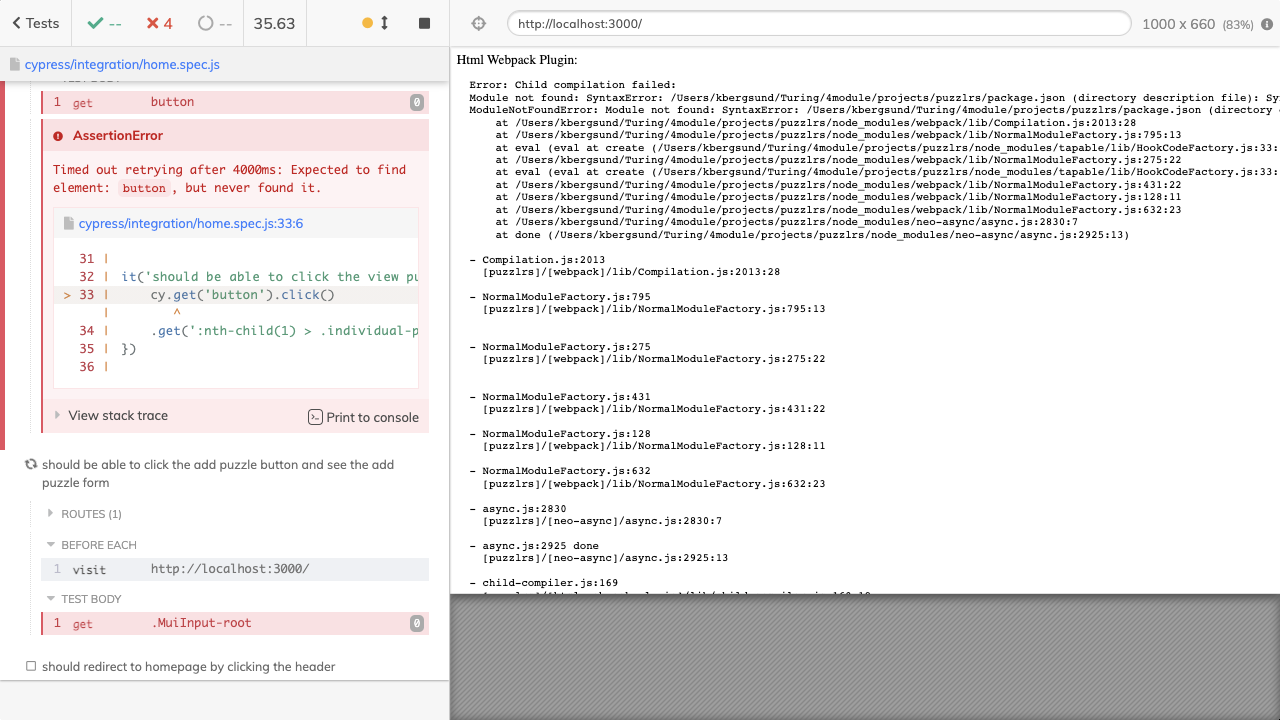 Tests
--
4
--
35.63
http://localhost:3000/
1000 x 660 (83%)
cypress/integration/home.spec.js
TEST BODY
1 get button 0
AssertionError
Timed out retrying after 4000ms: Expected to find
element: button, but never found it.
cypress/integration/home.spec.js:33:6
31 |
32 | it('should be able to click the view pu
> 33 | cy.get('button').click()
| ^
34 | .get(':nth-child(1) > .individual-p
35 | })
36 |
View stack trace
Print to console
should be able to click the add puzzle button and see the add
puzzle form
ROUTES (1)
BEFORE EACH
1 visit http://localhost:3000/
TEST BODY
1 get .MuiInput-root 0
should redirect to homepage by clicking the header
Html Webpack Plugin:
Error: Child compilation failed:
Module not found: SyntaxError: /Users/kbergsund/Turing/4module/projects/puzzlrs/package.json (directory description file): Sy
ModuleNotFoundError: Module not found: SyntaxError: /Users/kbergsund/Turing/4module/projects/puzzlrs/package.json (directory
at /Users/kbergsund/Turing/4module/projects/puzzlrs/node_modules/webpack/lib/Compilation.js:2013:28
at /Users/kbergsund/Turing/4module/projects/puzzlrs/node_modules/webpack/lib/NormalModuleFactory.js:795:13
at eval (eval at create (/Users/kbergsund/Turing/4module/projects/puzzlrs/node_modules/tapable/lib/HookCodeFactory.js:33:
at /Users/kbergsund/Turing/4module/projects/puzzlrs/node_modules/webpack/lib/NormalModuleFactory.js:275:22
at eval (eval at create (/Users/kbergsund/Turing/4module/projects/puzzlrs/node_modules/tapable/lib/HookCodeFactory.js:33:
at /Users/kbergsund/Turing/4module/projects/puzzlrs/node_modules/webpack/lib/NormalModuleFactory.js:431:22
at /Users/kbergsund/Turing/4module/projects/puzzlrs/node_modules/webpack/lib/NormalModuleFactory.js:128:11
at /Users/kbergsund/Turing/4module/projects/puzzlrs/node_modules/webpack/lib/NormalModuleFactory.js:632:23
at /Users/kbergsund/Turing/4module/projects/puzzlrs/node_modules/neo-async/async.js:2830:7
at done (/Users/kbergsund/Turing/4module/projects/puzzlrs/node_modules/neo-async/async.js:2925:13)
- Compilation.js:2013
[puzzlrs]/[webpack]/lib/Compilation.js:2013:28
- NormalModuleFactory.js:795
[puzzlrs]/[webpack]/lib/NormalModuleFactory.js:795:13
- NormalModuleFactory.js:275
[puzzlrs]/[webpack]/lib/NormalModuleFactory.js:275:22
- NormalModuleFactory.js:431
[puzzlrs]/[webpack]/lib/NormalModuleFactory.js:431:22
- NormalModuleFactory.js:128
[puzzlrs]/[webpack]/lib/NormalModuleFactory.js:128:11
- NormalModuleFactory.js:632
[puzzlrs]/[webpack]/lib/NormalModuleFactory.js:632:23
- async.js:2830
[puzzlrs]/[neo-async]/async.js:2830:7
- async.js:2925 done
[puzzlrs]/[neo-async]/async.js:2925:13
- child-compiler.js:169